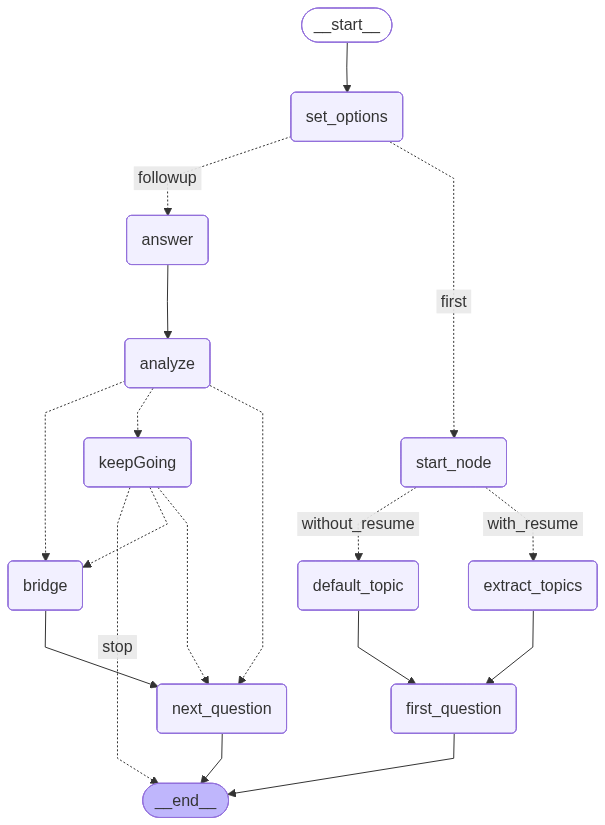 __start__
set_options
followup
answer
first
analyze
keepGoing
start_node
without_resume
with_resume
bridge
default_topic
extract_topics
stop
next_question
first_question
__end__